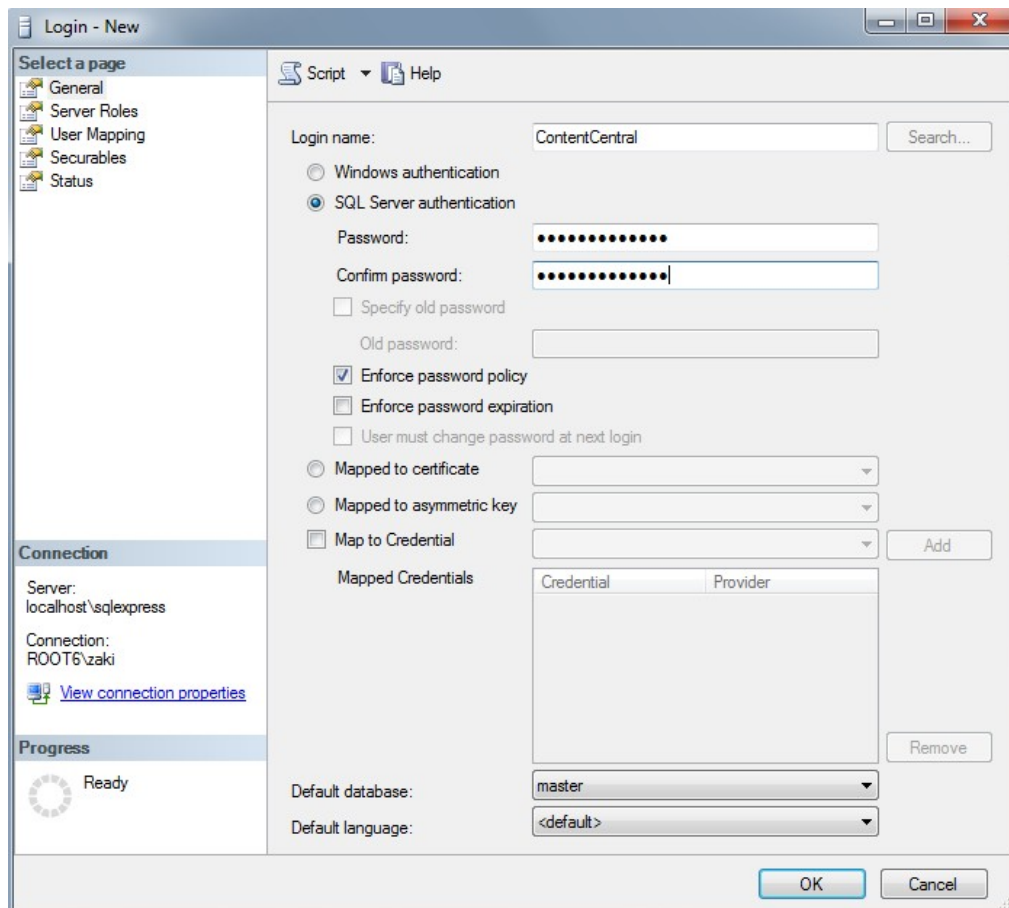 Login - New
Select a page
General
Server Roles
User Mapping
Securables
Status
Script
Help
Login name:
ContentCentral
Search...
Windows authentication
SQL Server authentication
Password:
●●●●●●●●●●●●●
Confirm password:
●●●●●●●●●●●●●
Specify old password
Old password:
Enforce password policy
Enforce password expiration
User must change password at next login
Mapped to certificate
Mapped to asymmetric key
Map to Credential
Add
Mapped Credentials
Credential
Provider
Remove
Default database:
master
Default language:
<default>
Connection
Server:
localhost\sqlexpress
Connection:
ROOT6\zaki
View connection properties
Progress
Ready
OK
Cancel